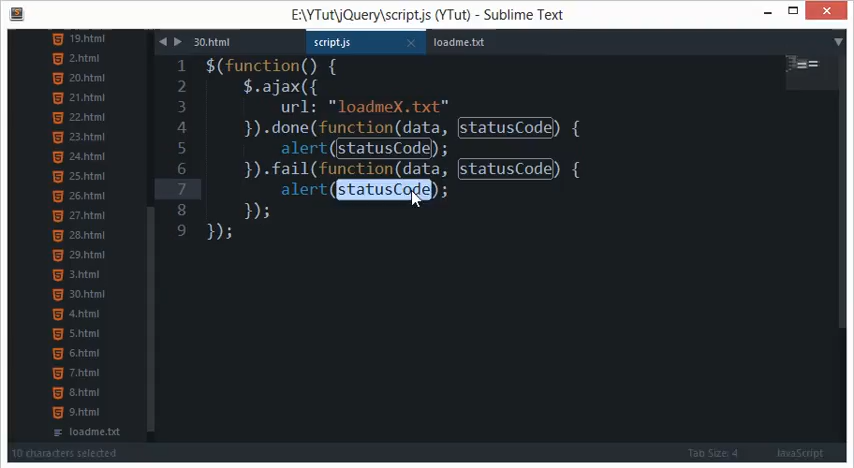 E:\YTut\jQuery\script.js (YTut) - Sublime Text
19.html
2.html
20.html
21.html
22.html
23.html
24.html
25.html
26.html
27.html
28.html
29.html
3.html
30.html
4.html
5.html
6.html
7.html
8.html
9.html
loadme.txt
30.html script.js loadme.txt
1 $(function() {
2 $.ajax({
3 url: "loadmeX.txt"
4 }).done(function(data, statusCode) {
5 alert(statusCode);
6 }).fail(function(data, statusCode) {
7 alert(statusCode);
8 });
9 });
10 characters selected
Tab Size: 4
JavaScript